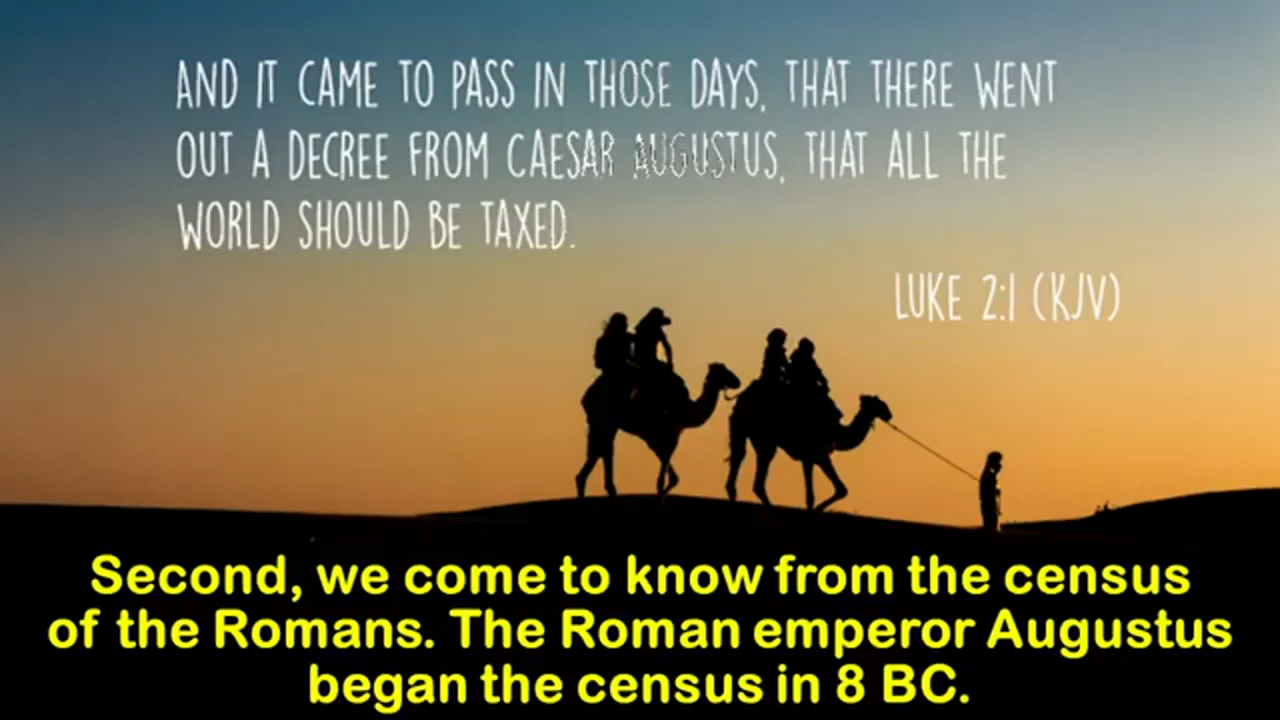 AND IT CAME TO PASS IN THOSE DAYS, THAT THERE WENT
OUT A DECREE FROM CAESAR AUGUSTUS, THAT ALL THE
WORLD SHOULD BE TAXED.
LUKE 2:1 (KJV)
Second, we come to know from the census
of the Romans. The Roman emperor Augustus
began the census in 8 BC.